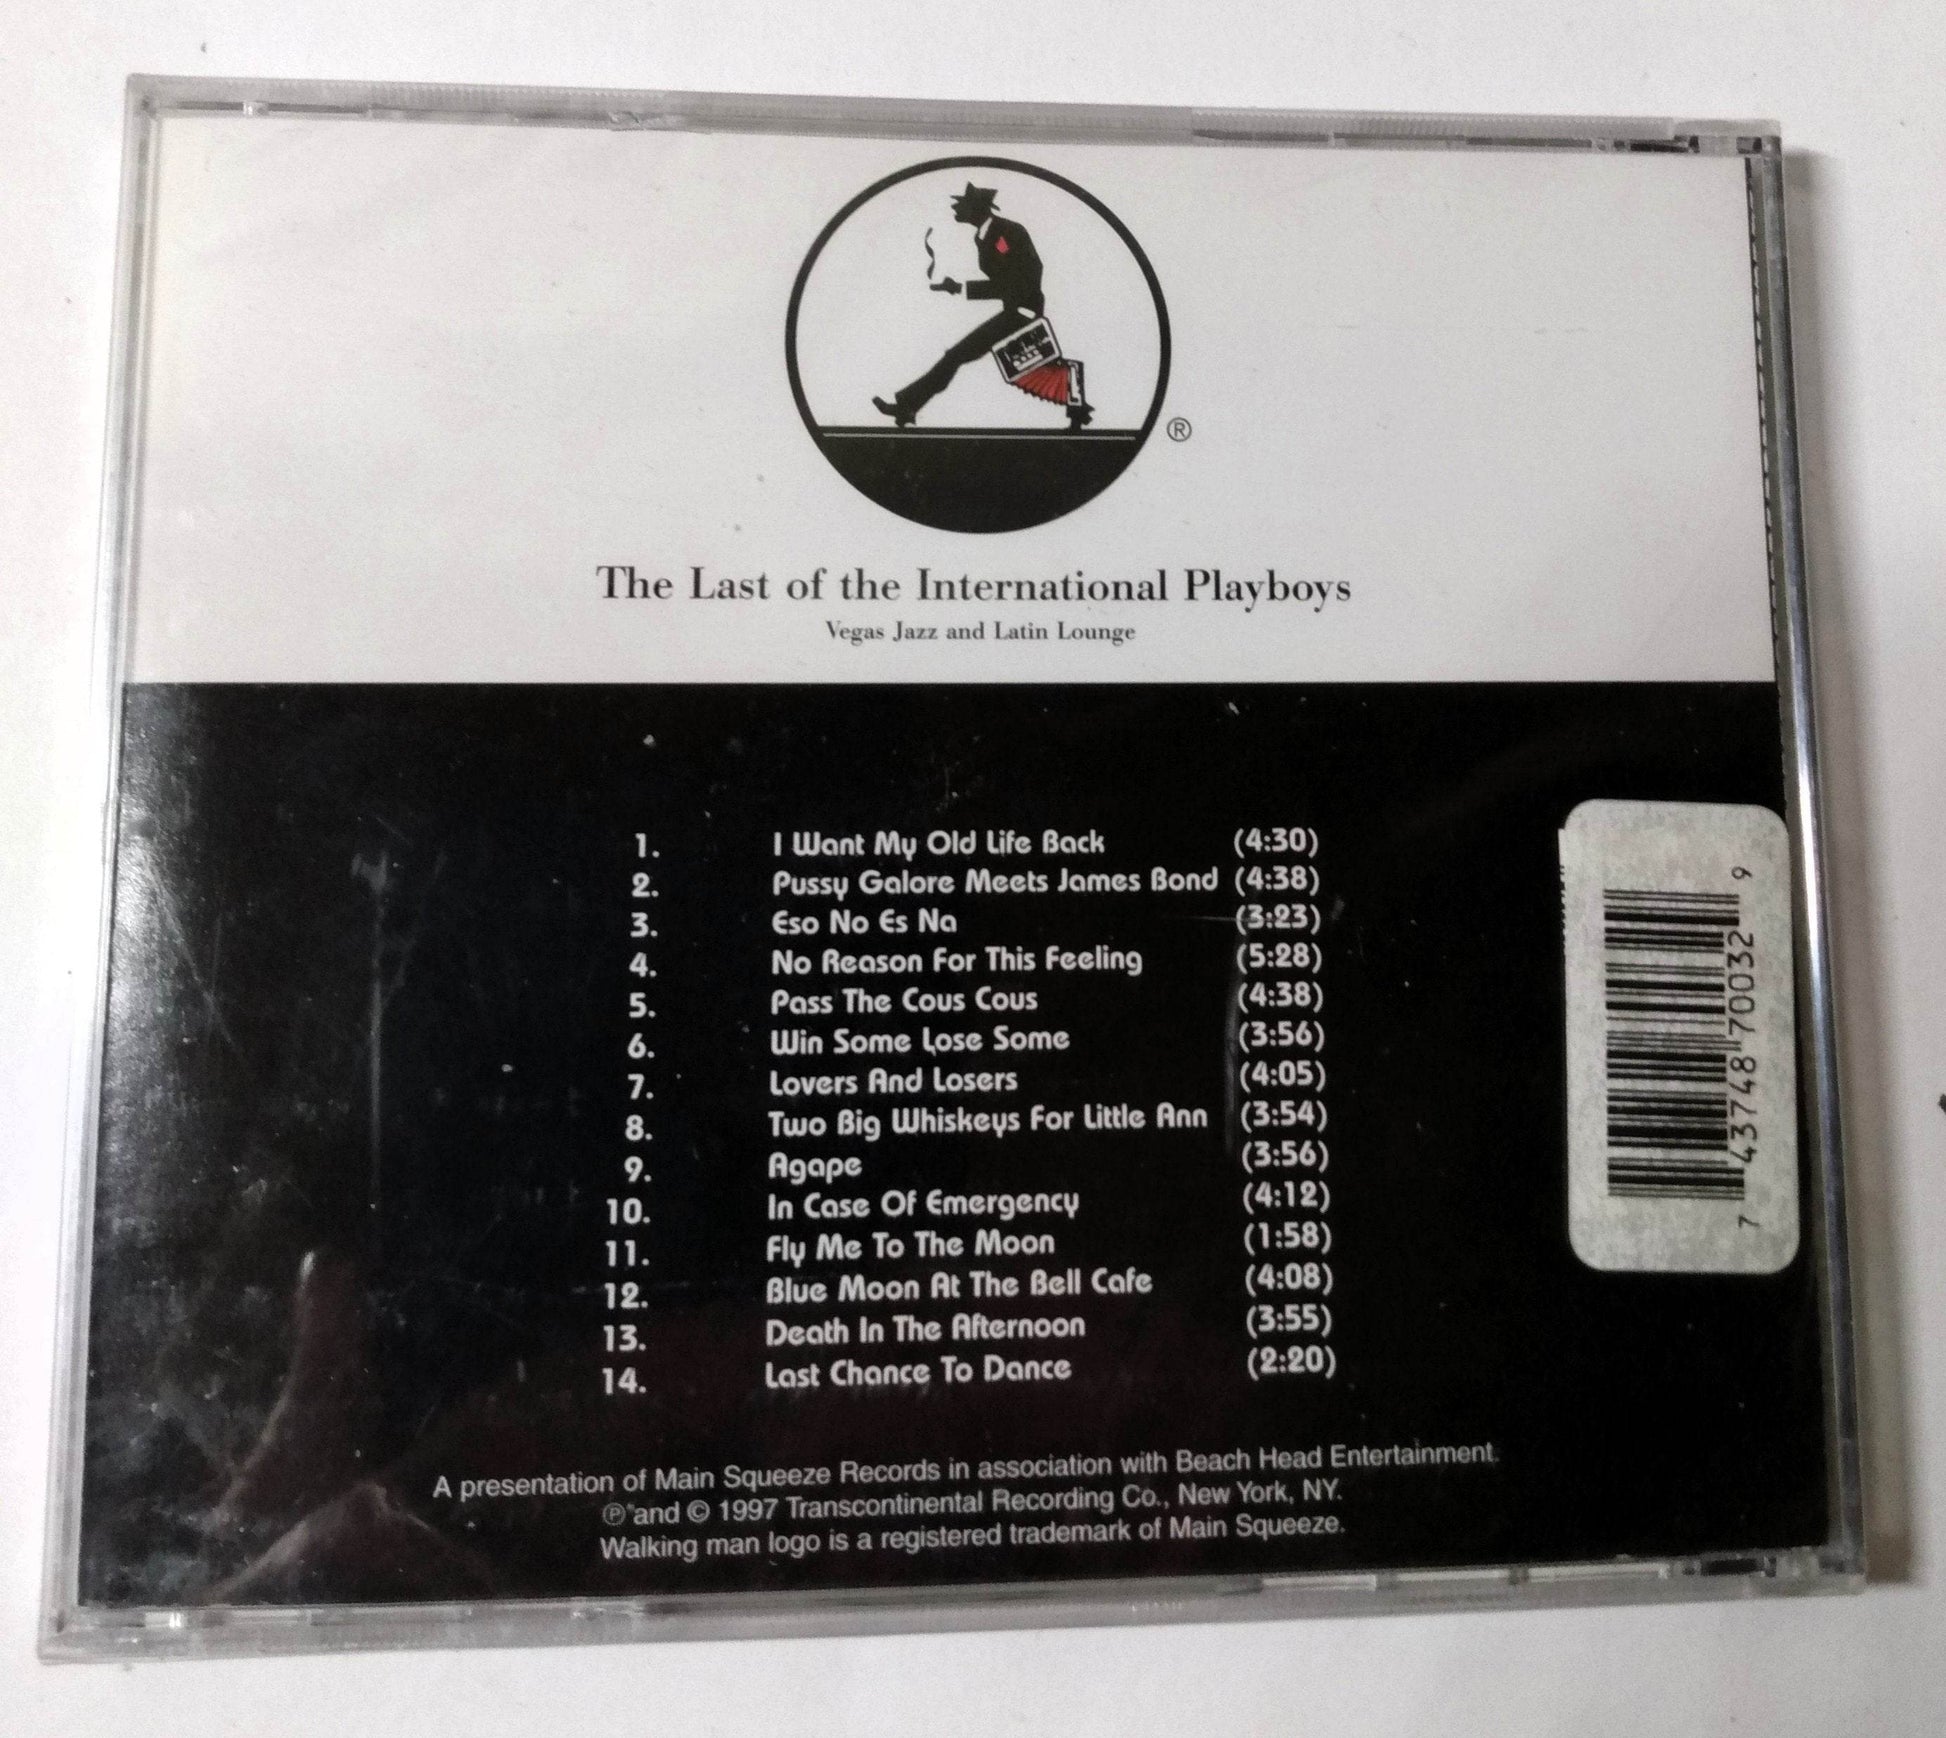 ®
The Last of the International Playboys
Vegas Jazz and Latin Lounge
1. I Want My Old Life Back (4:30)
2. Pussy Galore Meets James Bond (4:38)
3. Eso No Es Na (3:23)
4. No Reason For This Feeling (5:28)
5. Pass The Cous Cous (4:38)
6. Win Some Lose Some (3:56)
7. Lovers And Losers (4:05)
8. Two Big Whiskeys For Little Ann (3:54)
9. Agape (3:56)
10. In Case Of Emergency (4:12)
11. Fly Me To The Moon (1:58)
12. Blue Moon At The Bell Cafe (4:08)
13. Death In The Afternoon (3:55)
14. Last Chance To Dance (2:20)
A presentation of Main Squeeze Records in association with Beach Head Entertainment.
℗ and © 1997 Transcontinental Recording Co., New York, NY.
Walking man logo is a registered trademark of Main Squeeze.
7 43748 70032 9